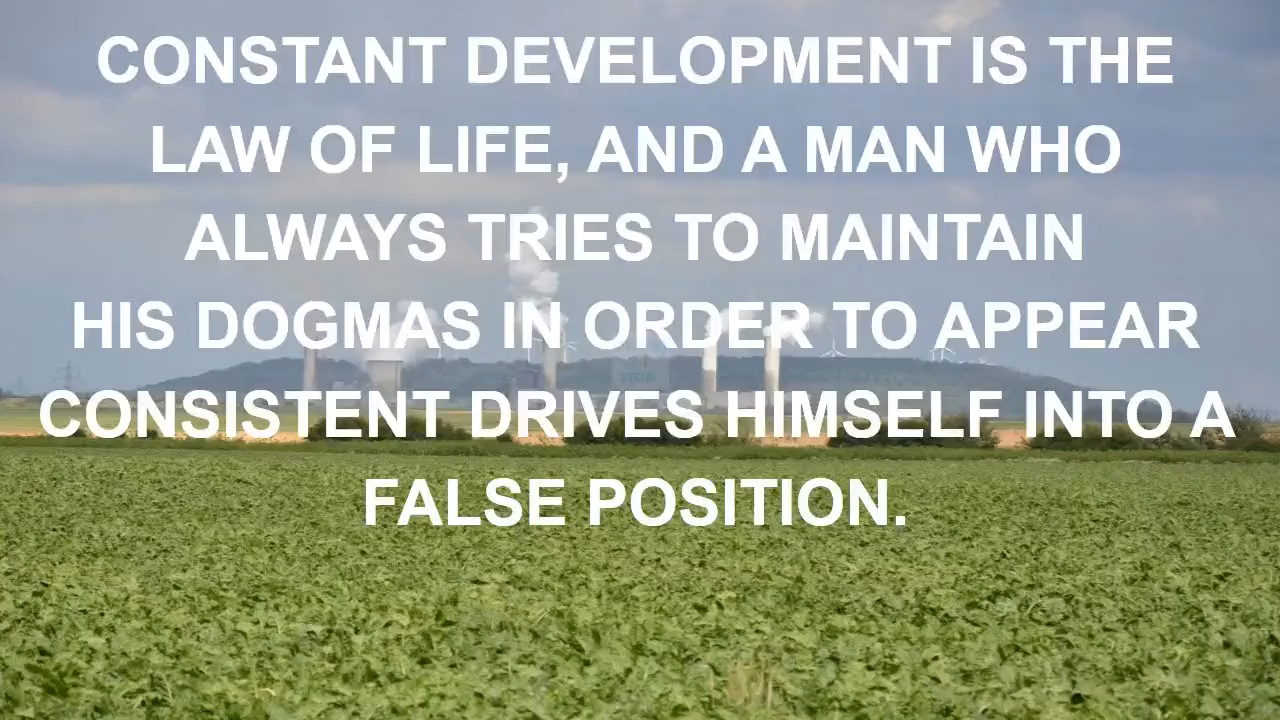 CONSTANT DEVELOPMENT IS THE
LAW OF LIFE, AND A MAN WHO
ALWAYS TRIES TO MAINTAIN
HIS DOGMAS IN ORDER TO APPEAR
CONSISTENT DRIVES HIMSELF INTO A
FALSE POSITION.